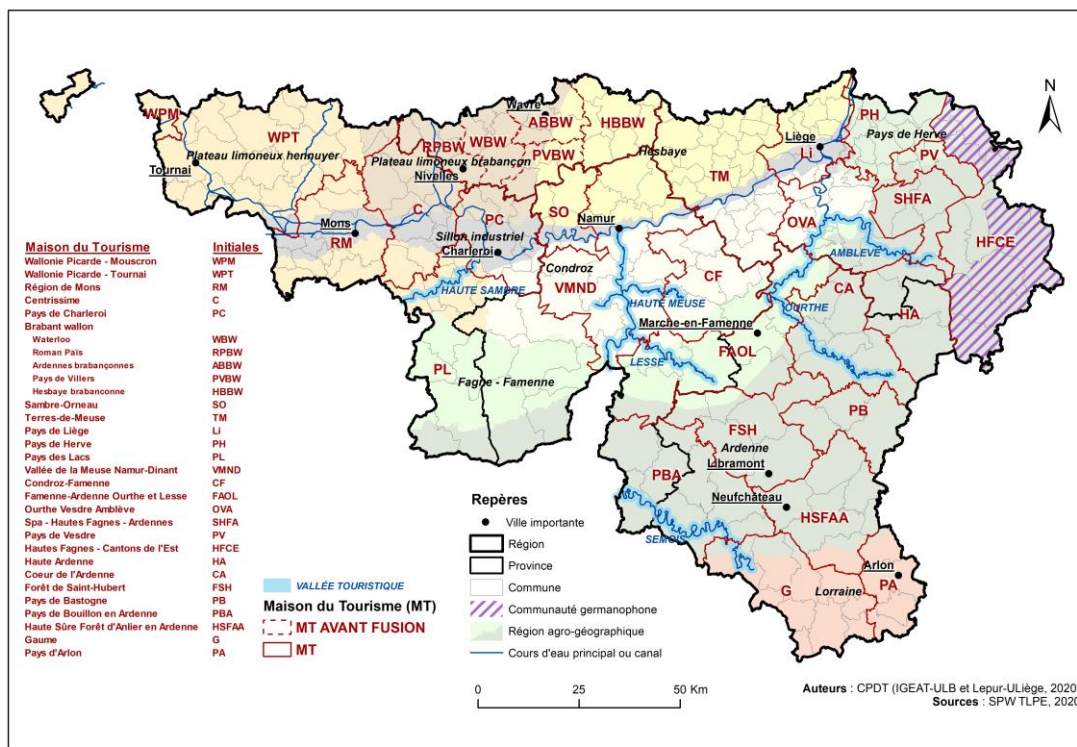 N
WPM
WPT
Plateau limoneux hennuyer
Tournai
RPBW
WBW
Wavre
ABBW
HBBW
PVBW
Hesbaye
Plateau limoneux brabançon
Nivelles
Liège
PH
Pays de Herve
Li
PV
TM
SHFA
C
PC
SO
OVA
Mons
RM
Sillon industriel
Charleroi
Namur
HFCE
Condroz
VMND
CF
AMBLEVE
HAUTE SAMBRE
HAUTE MEUSE
OURTHE
CA
HA
Marche-en-Famenne
FAOL
LESSE
PL
Fagne - Famenne
PB
FSH
Ardenne
Libramont
PBA
Neufchâteau
HSFAA
SEMOIS
Arlon
PA
G
Lorraine
Maison du Tourisme Initiales
Wallonie Picarde - Mouscron WPM
Wallonie Picarde - Tournai WPT
Région de Mons RM
Centrissime C
Pays de Charleroi PC
Brabant wallon
Waterloo WBW
Roman Païs RPBW
Ardennes brabançonnes ABBW
Pays de Villers PVBW
Hesbaye brabanconne HBBW
Sambre-Orneau SO
Terres-de-Meuse TM
Pays de Liège Li
Pays de Herve PH
Pays des Lacs PL
Vallée de la Meuse Namur-Dinant VMND
Condroz-Famenne CF
Famenne-Ardenne Ourthe et Lesse FAOL
Ourthe Vesdre Amblève OVA
Spa - Hautes Fagnes - Ardennes SHFA
Pays de Vesdre PV
Hautes Fagnes - Cantons de l'Est HFCE
Haute Ardenne HA
Coeur de l'Ardenne CA
Forêt de Saint-Hubert FSH
Pays de Bastogne PB
Pays de Bouillon en Ardenne PBA
Haute Sûre Forêt d'Anlier en Ardenne HSFAA
Gaume G
Pays d'Arlon PA
VALLÉE TOURISTIQUE
Maison du Tourisme (MT)
MT AVANT FUSION
MT
Repères
Ville importante
Région
Province
Commune
Communauté germanophone
Région agro-géographique
Cours d'eau principal ou canal
0 25 50 Km
Auteurs : CPDT (IGEAT-ULB et Lepur-ULiège, 2020
Sources : SPW TLPE, 2020